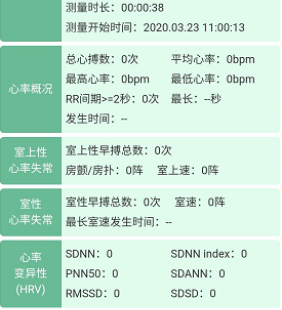 测量时长：00:00:38
测量开始时间：2020.03.23 11:00:13
心率概况
总心搏数：0次 平均心率：0bpm
最高心率：0bpm 最低心率：0bpm
RR间期>=2秒：0次 最长：--秒
发生时间：--
室上性
心率失常
室上性早搏总数：0次
房颤/房扑：0阵 室上速：0阵
室性
心率失常
室性早搏总数：0次 室速：0阵
最长室速发生时间：--
心率
变异性
(HRV)
SDNN：0 SDNN index：0
PNN50：0 SDANN：0
RMSSD：0 SDSD：0